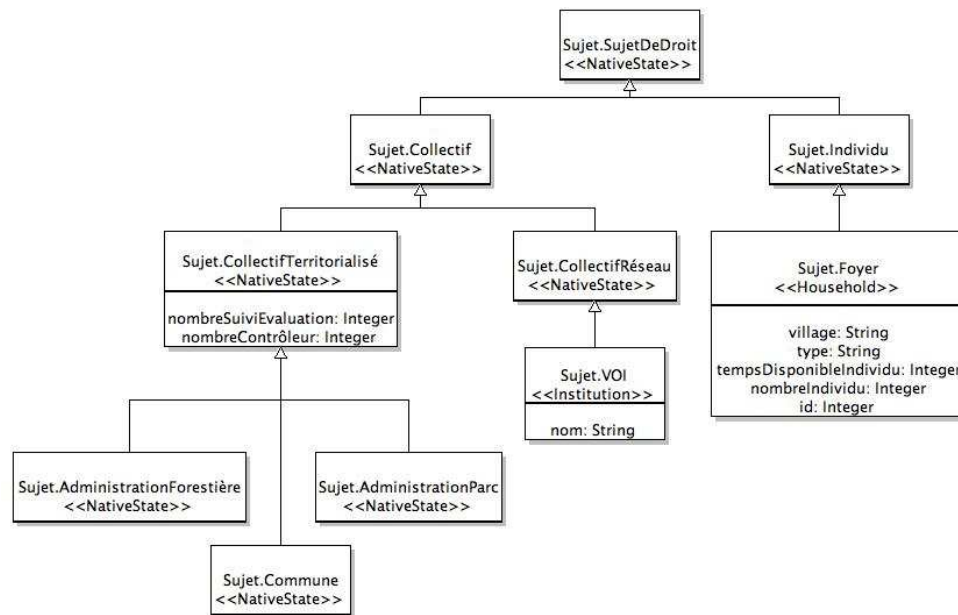 Sujet.SujetDeDroit
<<NativeState>>
Sujet.Collectif
<<NativeState>>
Sujet.Individu
<<NativeState>>
Sujet.CollectifTerritorialisé
<<NativeState>>
nombreSuiviEvaluation: Integer
nombreContrôleur: Integer
Sujet.CollectifRéseau
<<NativeState>>
Sujet.Foyer
<<Household>>
village: String
type: String
tempsDisponibleIndividu: Integer
nombreIndividu: Integer
id: Integer
Sujet.VOI
<<Institution>>
nom: String
Sujet.AdministrationForestière
<<NativeState>>
Sujet.AdministrationParc
<<NativeState>>
Sujet.Commune
<<NativeState>>